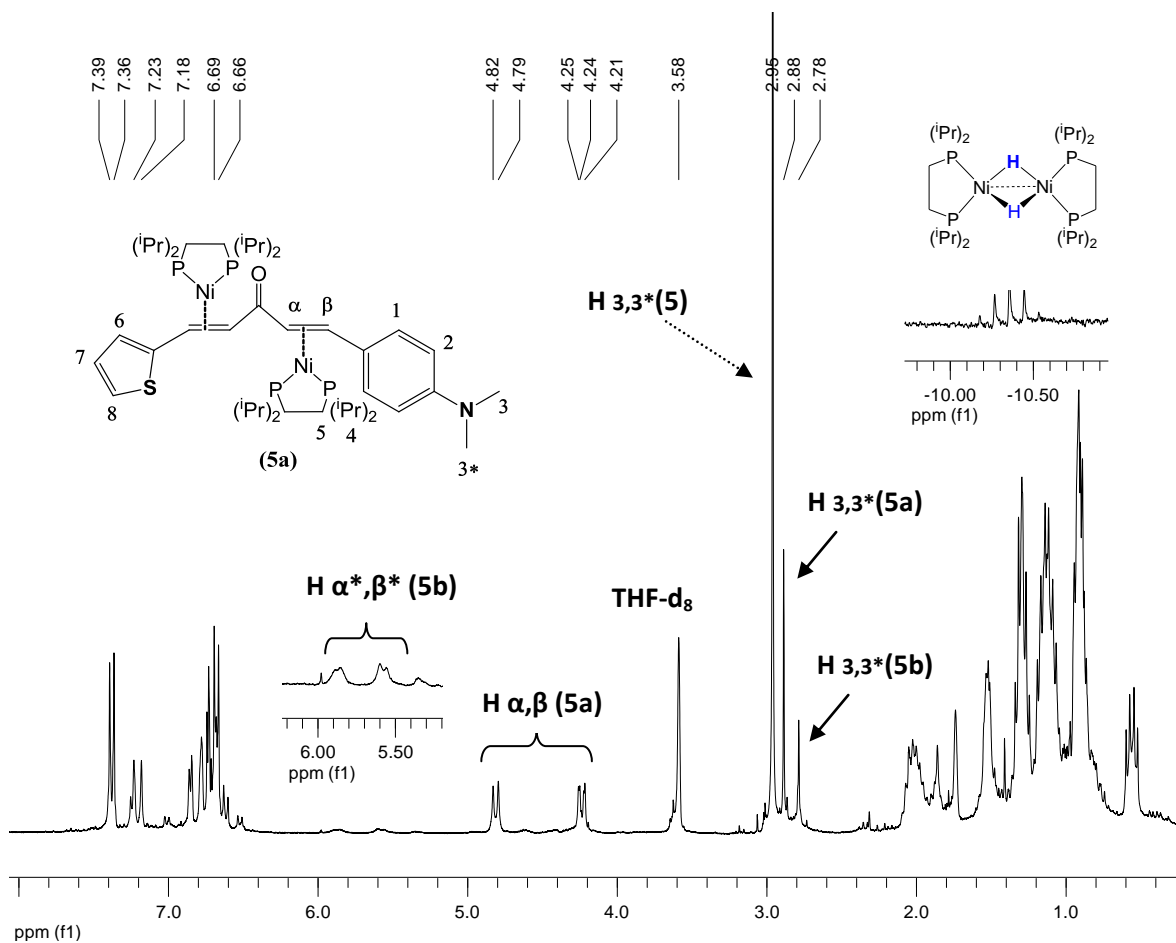 7.39
7.36
7.23
7.18
6.69
6.66
4.82
4.79
4.25
4.24
4.21
3.58
2.95
2.88
2.78
(iPr)2 (iPr)2
P P
Ni
O
α β
6 1
7 2
8 S
Ni
P P
(iPr)2 (iPr)2
5 4
N 3
3*
(5a)
H 3,3*(5)
(iPr)2 (iPr)2
P H P
Ni Ni
P H P
(iPr)2 (iPr)2
-10.00 -10.50
ppm (f1)
H 3,3*(5a)
H α*,β* (5b)
THF-d8
6.00 5.50
ppm (f1)
H α,β (5a)
H 3,3*(5b)
7.0 6.0 5.0 4.0 3.0 2.0 1.0
ppm (f1)